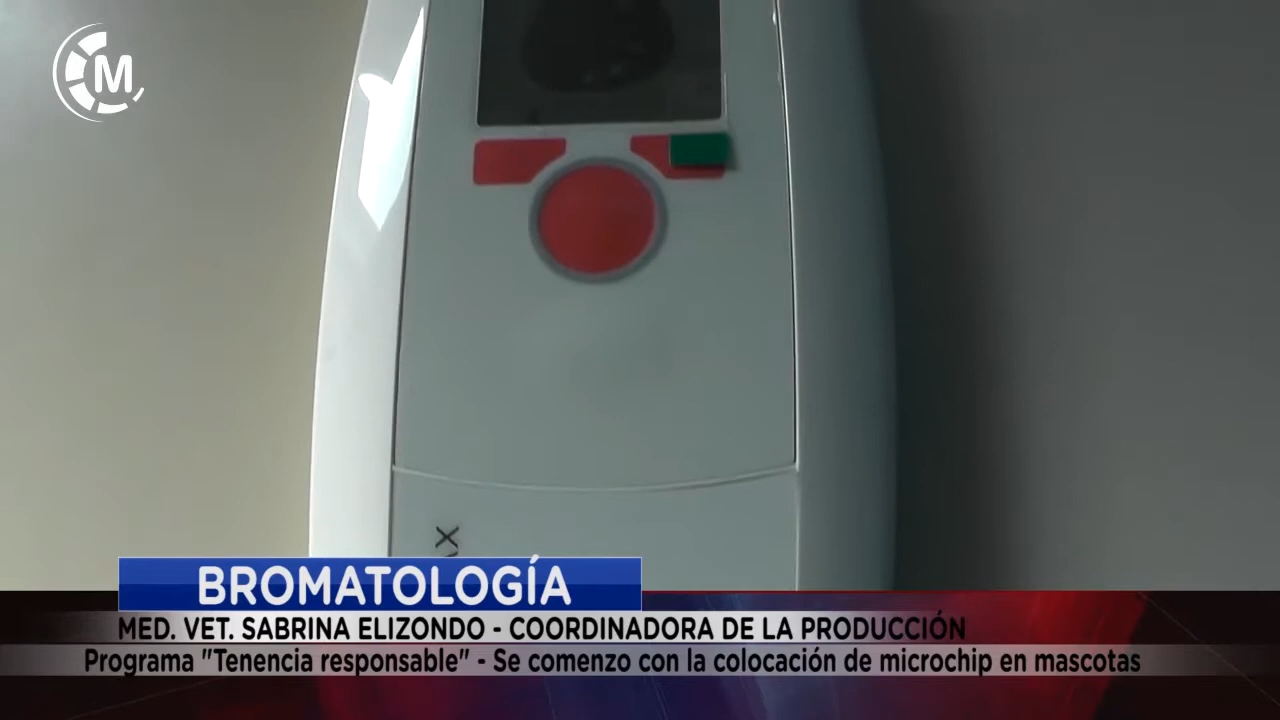 M
BROMATOLOGÍA
MED. VET. SABRINA ELIZONDO - COORDINADORA DE LA PRODUCCIÓN
Programa "Tenencia responsable" - Se comenzo con la colocación de microchip en mascotas